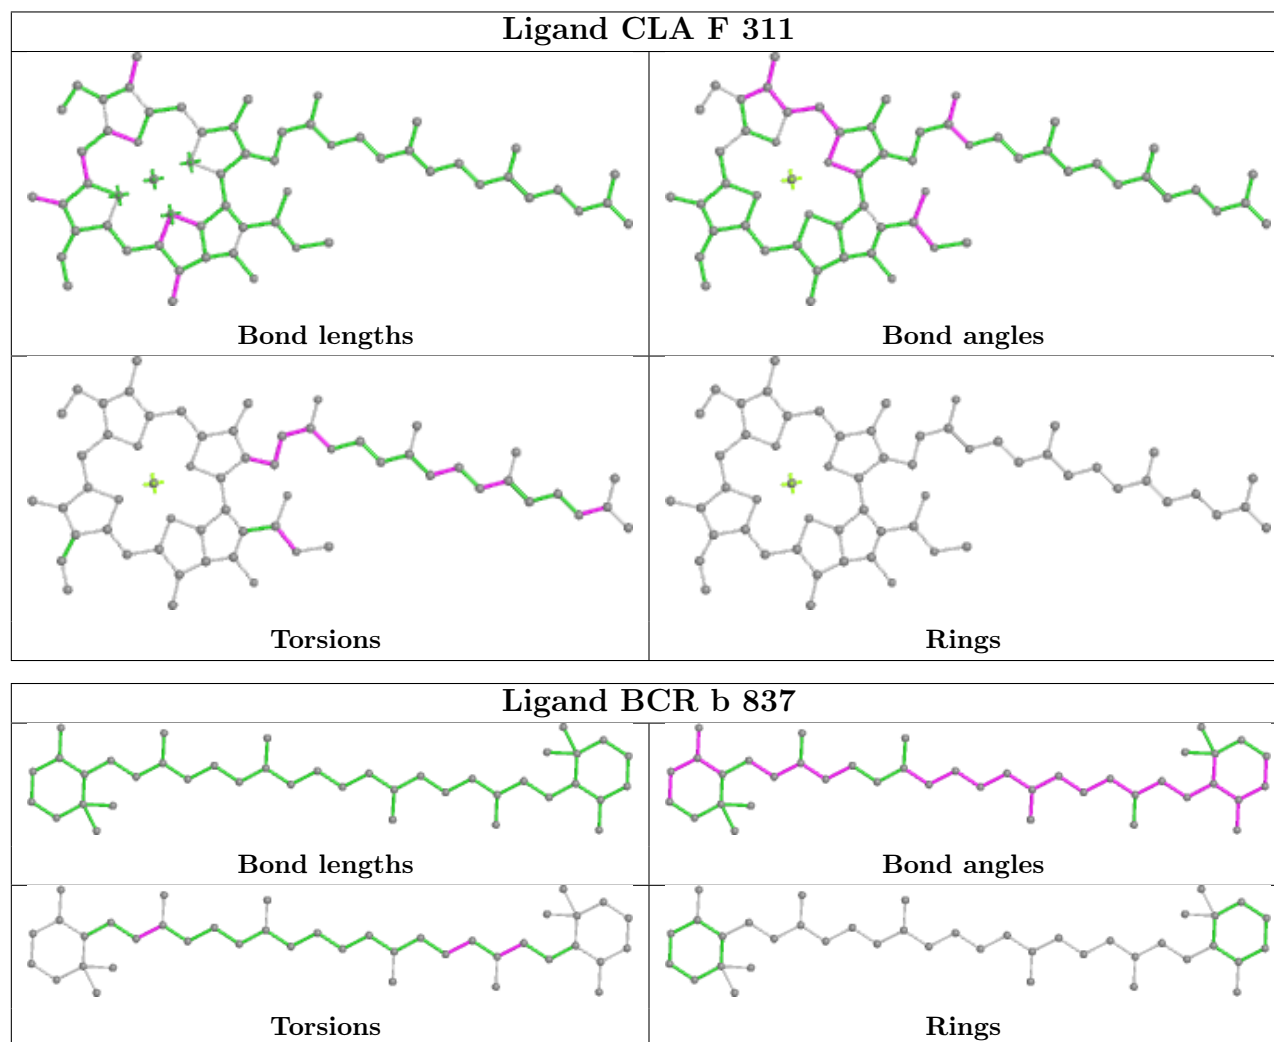 Ligand CLA F 311
Bond lengths
Bond angles
Torsions
Rings
Ligand BCR b 837
Bond lengths
Bond angles
Torsions
Rings